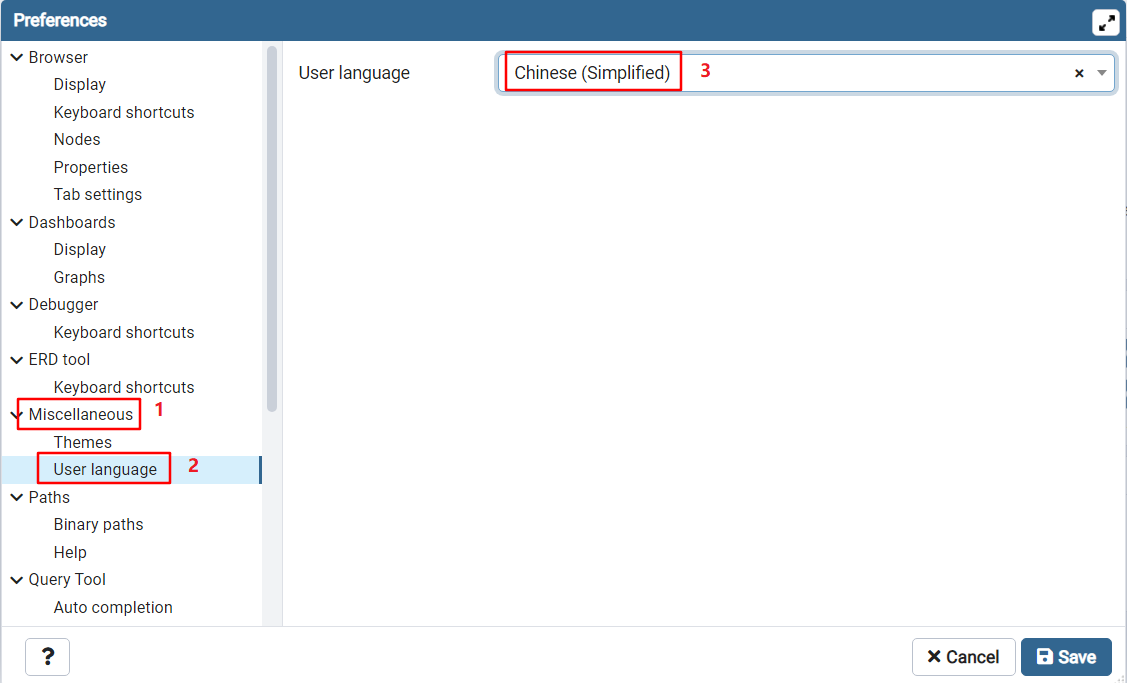 Preferences
Browser
Display
Keyboard shortcuts
Nodes
Properties
Tab settings
Dashboards
Display
Graphs
Debugger
Keyboard shortcuts
ERD tool
Keyboard shortcuts
Miscellaneous 1
Themes
User language 2
Paths
Binary paths
Help
Query Tool
Auto completion
User language Chinese (Simplified) 3
?
Cancel
Save